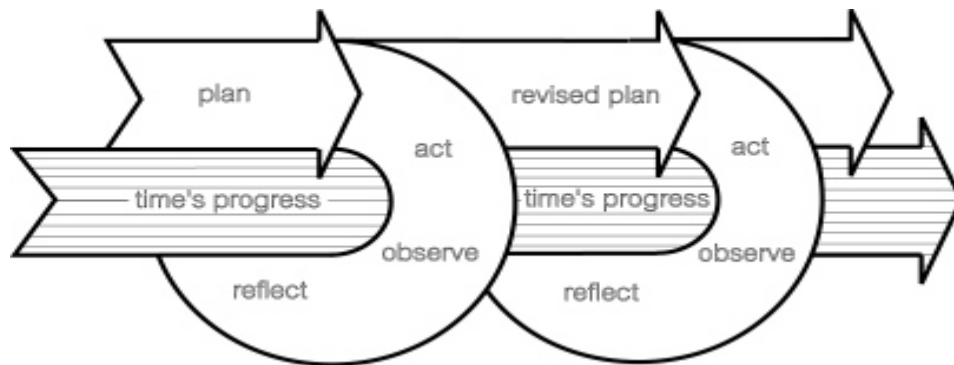 plan
revised plan
act
act
time's progress
time's progress
observe
observe
reflect
reflect